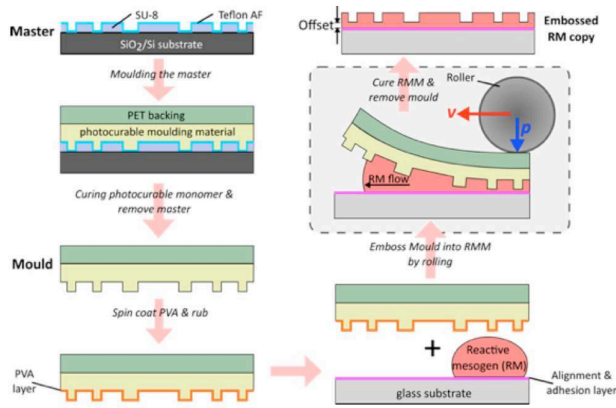 SU-8
Teflon AF
Master
SiO2/Si substrate
Moulding the master
PET backing
photocurable moulding material
Curing photocurable monomer &
remove master
Mould
Spin coat PVA & rub
PVA
layer
Reactive
mesogen (RM)
+
glass substrate
Alignment &
adhesion layer
Emboss Mould into RMM
by rolling
Roller
v
p
RM flow
Cure RMM &
remove mould
Offset
Embossed
RM copy